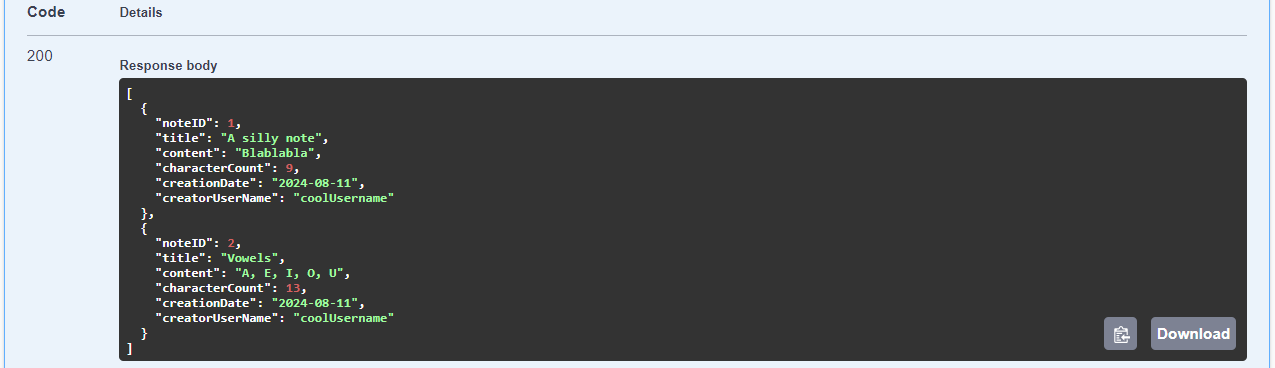 Code Details
200
Response body
[
  {
    "noteID": 1,
    "title": "A silly note",
    "content": "Blablabla",
    "characterCount": 9,
    "creationDate": "2024-08-11",
    "creatorUserName": "coolUsername"
  },
  {
    "noteID": 2,
    "title": "Vowels",
    "content": "A, E, I, O, U",
    "characterCount": 13,
    "creationDate": "2024-08-11",
    "creatorUserName": "coolUsername"
  }
]
Download